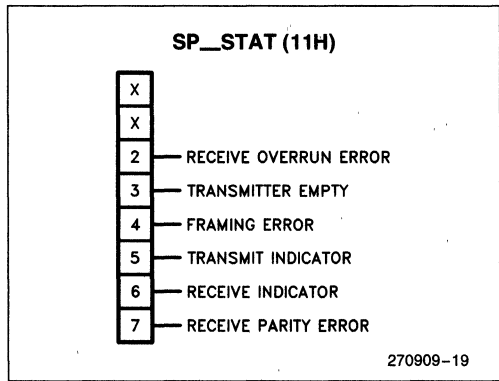 SP__STAT (11H)
X
X
2 RECEIVE OVERRUN ERROR
3 TRANSMITTER EMPTY
4 FRAMING ERROR
5 TRANSMIT INDICATOR
6 RECEIVE INDICATOR
7 RECEIVE PARITY ERROR
270909-19